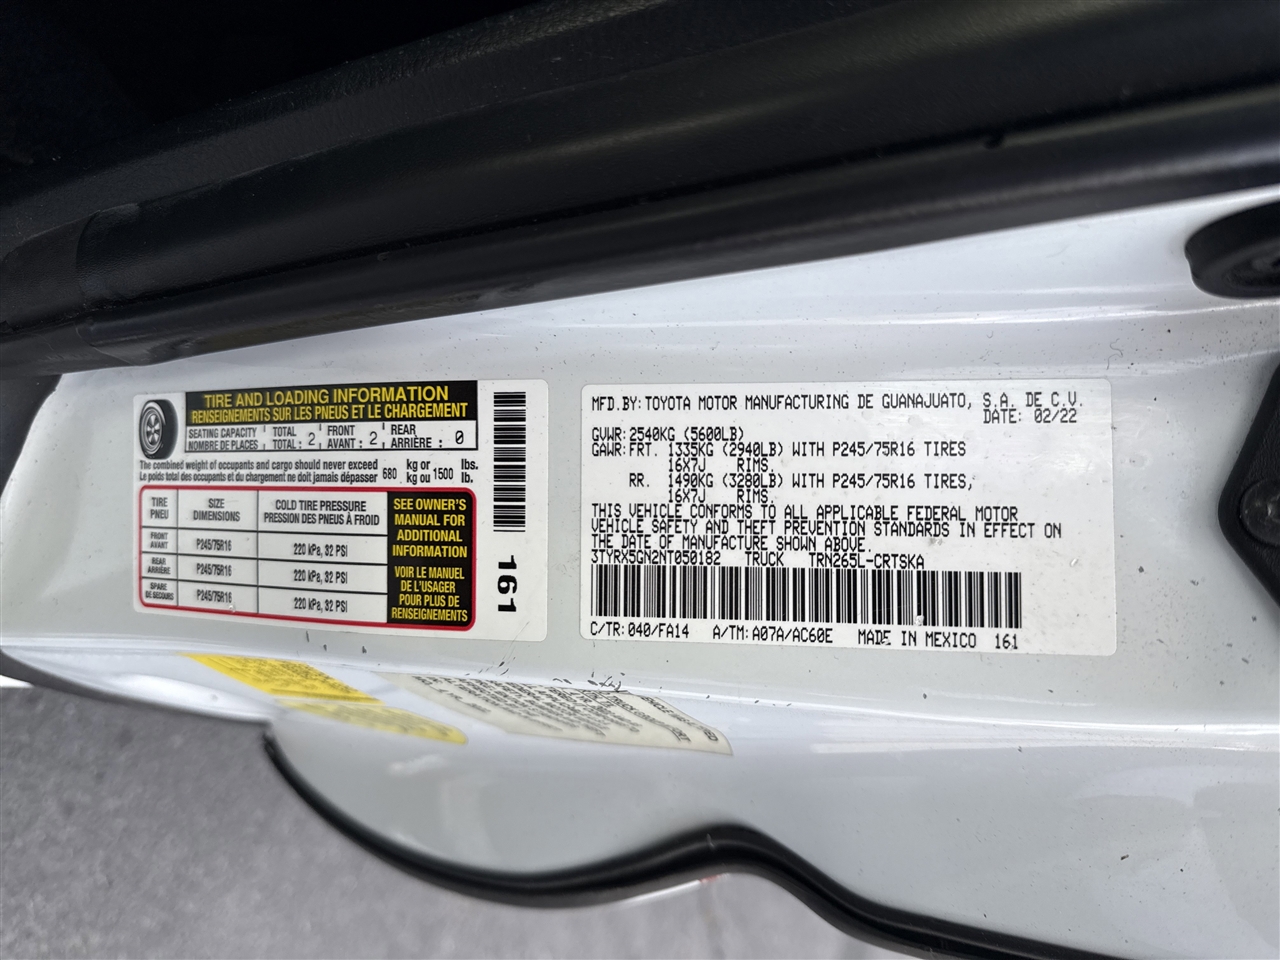 TIRE AND LOADING INFORMATION
RENSEIGNEMENTS SUR LES PNEUS ET LE CHARGEMENT
SEATING CAPACITY TOTAL FRONT REAR
NOMBRE DE PLACES TOTAL : 2 AVANT : 2 ARRIÈRE : 0
The combined weight of occupants and cargo should never exceed 680 kg or 1500 lbs.
Le poids total des occupants et du chargement ne doit jamais dépasser kg ou lb.
TIRE SIZE COLD TIRE PRESSURE
PNEU DIMENSIONS PRESSION DES PNEUS À FROID
FRONT
AVANT P245/75R16 220 kPa, 32 PSI
REAR
ARRIÈRE P245/75R16 220 kPa, 32 PSI
SPARE
DE SECOURS P245/75R16 220 kPa, 32 PSI
SEE OWNER'S
MANUAL FOR
ADDITIONAL
INFORMATION
VOIR LE MANUEL
DE L'USAGER
POUR PLUS DE
RENSEIGNEMENTS
161
MFD.BY:TOYOTA MOTOR MANUFACTURING DE GUANAJUATO, S.A. DE C.V.
DATE: 02/22
GVWR:2540KG (5600LB)
GAWR:FRT. 1335KG (2940LB) WITH P245/75R16 TIRES
16X7J RIMS.
RR. 1490KG (3280LB) WITH P245/75R16 TIRES,
16X7J RIMS.
THIS VEHICLE CONFORMS TO ALL APPLICABLE FEDERAL MOTOR
VEHICLE SAFETY AND THEFT PREVENTION STANDARDS IN EFFECT ON
THE DATE OF MANUFACTURE SHOWN ABOVE.
3TYRX5GN2NT050182 TRUCK TRN265L-CRTSKA
C/TR:040/FA14 A/TM:A07A/AC60E MADE IN MEXICO 161